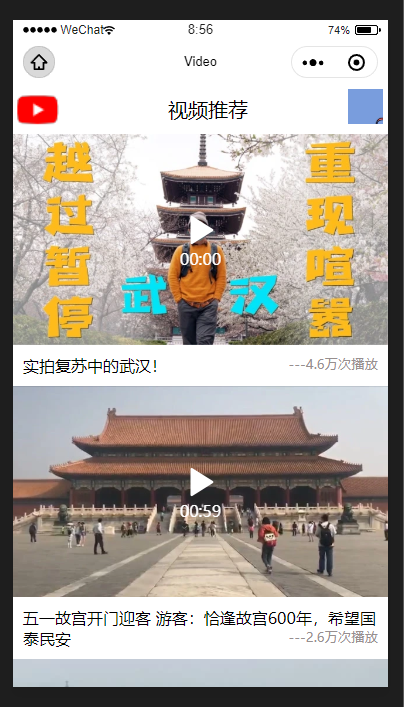 ●●●●● WeChat 8:56 74%
Video
视频推荐
越过暂停
重现喧嚣
武汉
00:00
实拍复苏中的武汉!
---4.6万次播放
00:59
五一故宫开门迎客 游客：恰逢故宫600年，希望国
泰民安
---2.6万次播放